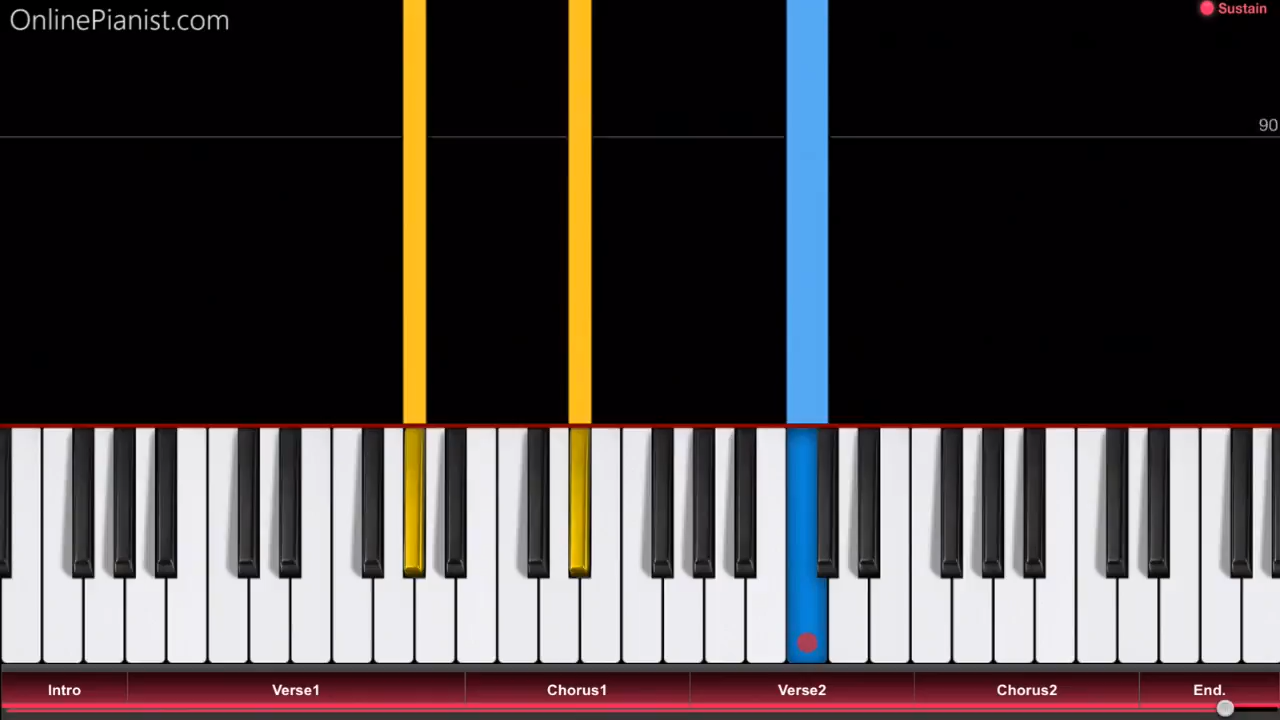 OnlinePianist.com
Sustain
90
Intro
Verse1
Chorus1
Verse2
Chorus2
End.